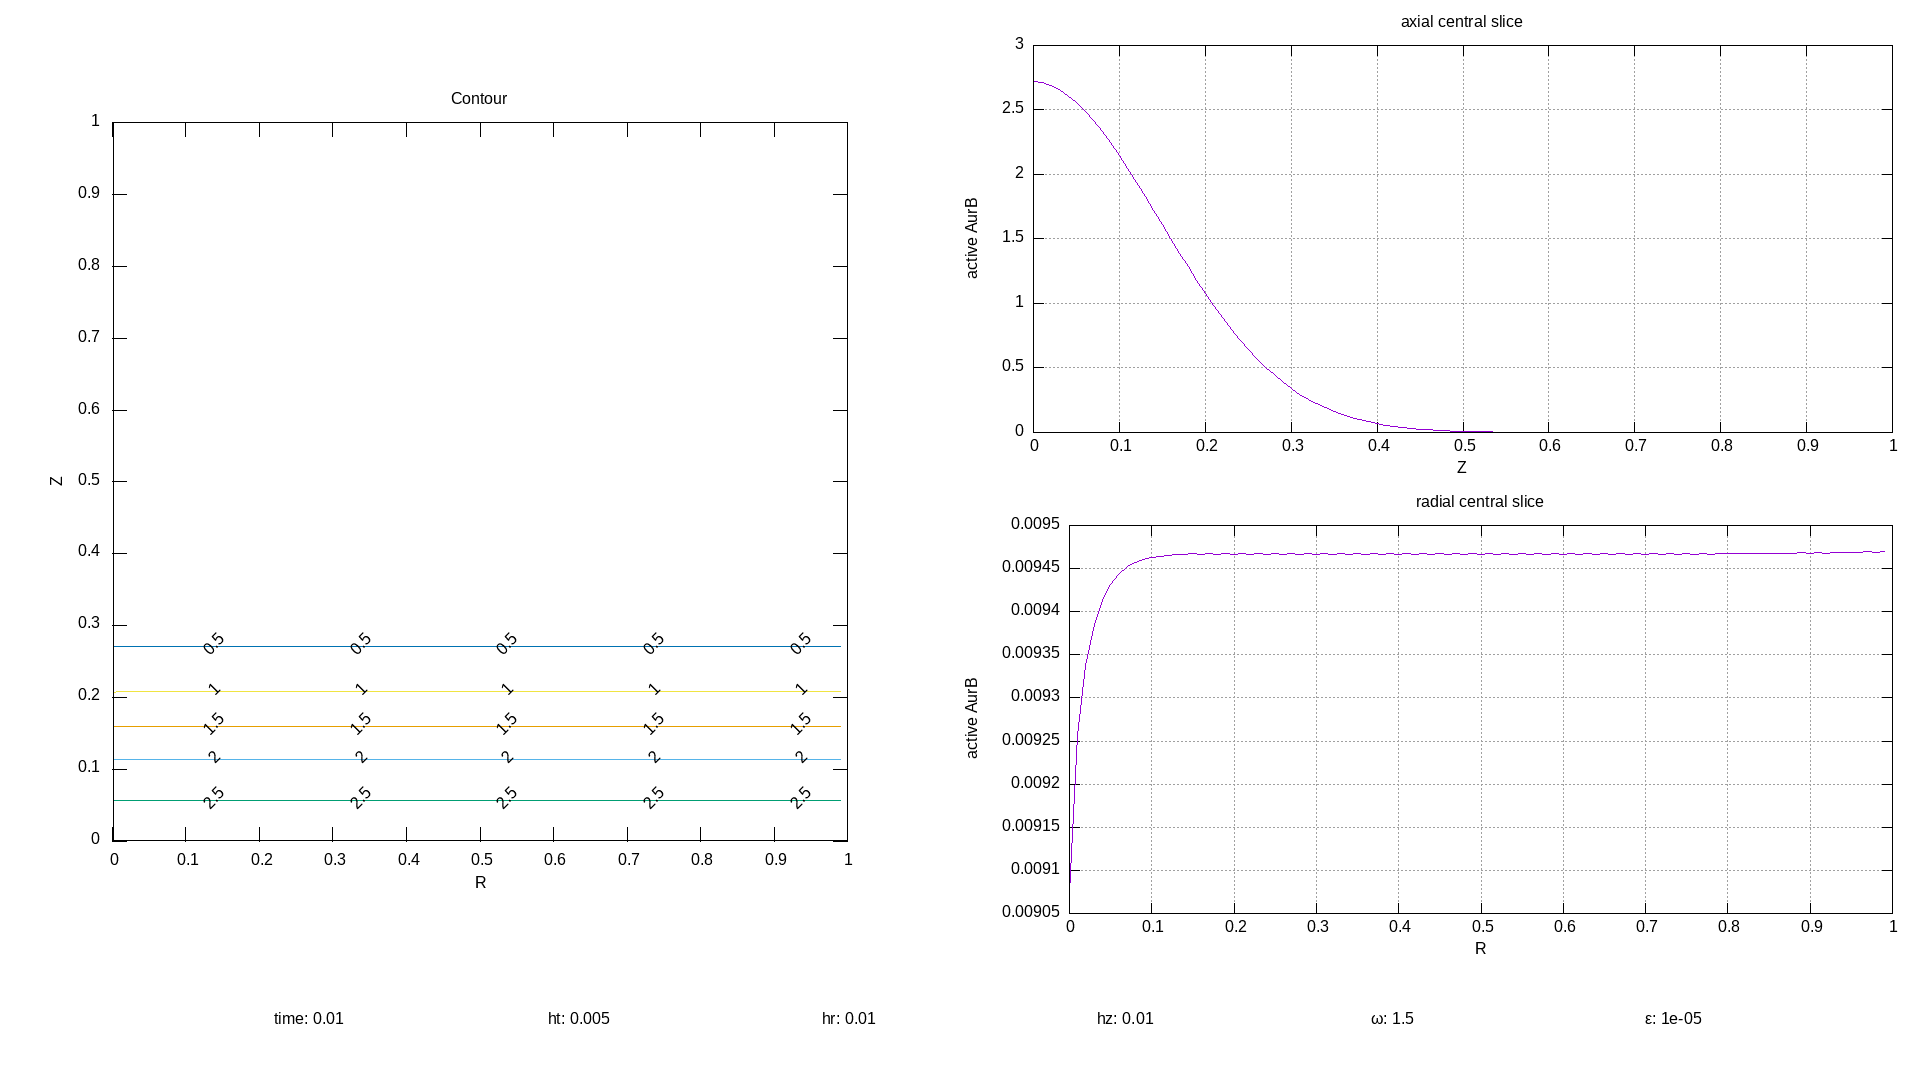 Contour
1
0.9
0.8
0.7
0.6
0.5
0.4
0.3
0.2
0.1
0
Z
0.5 0.5 0.5 0.5 0.5
1 1 1 1 1
1.5 1.5 1.5 1.5 1.5
2 2 2 2 2
2.5 2.5 2.5 2.5 2.5
0 0.1 0.2 0.3 0.4 0.5 0.6 0.7 0.8 0.9 1
R
axial central slice
3
2.5
2
1.5
1
0.5
0
active AurB
0 0.1 0.2 0.3 0.4 0.5 0.6 0.7 0.8 0.9 1
Z
radial central slice
0.0095
0.00945
0.0094
0.00935
0.0093
0.00925
0.0092
0.00915
0.0091
0.00905
active AurB
0 0.1 0.2 0.3 0.4 0.5 0.6 0.7 0.8 0.9 1
R
time: 0.01 ht: 0.005 hr: 0.01 hz: 0.01 ω: 1.5 ε: 1e-05